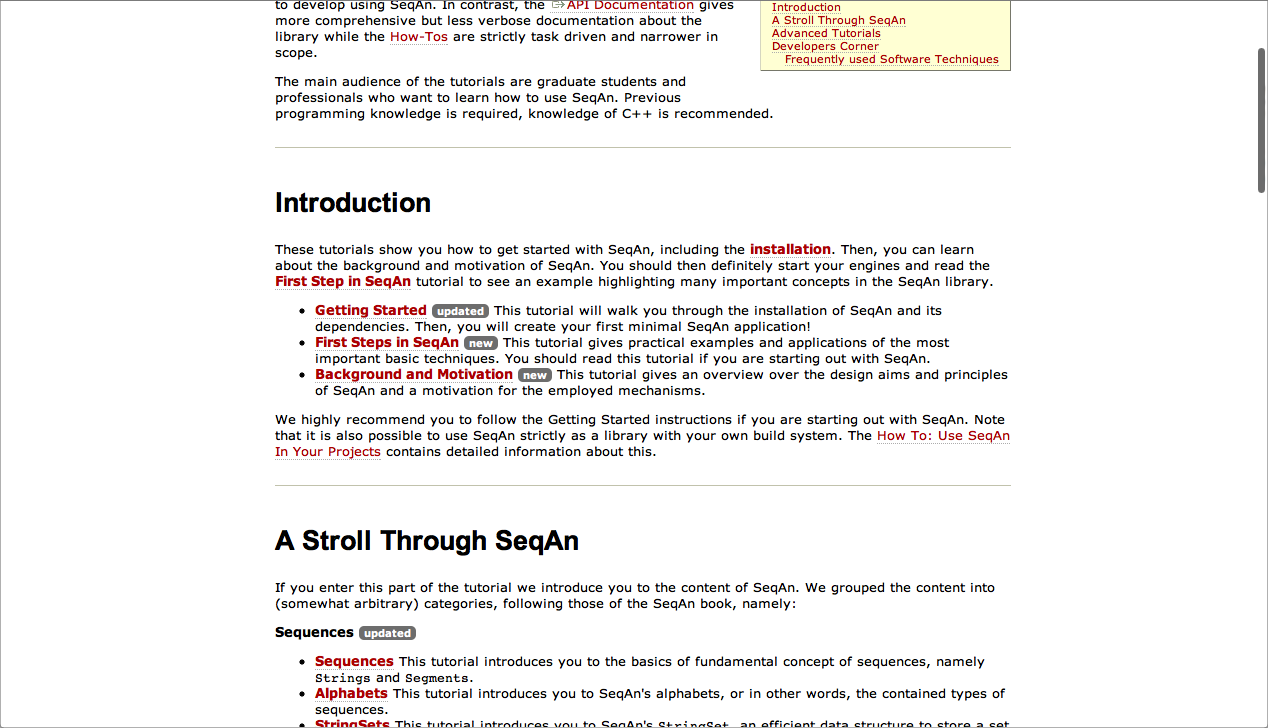 to develop using SeqAn. In contrast, the API Documentation gives
more comprehensive but less verbose documentation about the
library while the How-Tos are strictly task driven and narrower in
scope.
Introduction
A Stroll Through SeqAn
Advanced Tutorials
Developers Corner
Frequently used Software Techniques
The main audience of the tutorials are graduate students and
professionals who want to learn how to use SeqAn. Previous
programming knowledge is required, knowledge of C++ is recommended.
Introduction
These tutorials show you how to get started with SeqAn, including the installation. Then, you can learn
about the background and motivation of SeqAn. You should then definitely start your engines and read the
First Step in SeqAn tutorial to see an example highlighting many important concepts in the SeqAn library.
• Getting Started updated This tutorial will walk you through the installation of SeqAn and its
dependencies. Then, you will create your first minimal SeqAn application!
• First Steps in SeqAn new This tutorial gives practical examples and applications of the most
important basic techniques. You should read this tutorial if you are starting out with SeqAn.
• Background and Motivation new This tutorial gives an overview over the design aims and principles
of SeqAn and a motivation for the employed mechanisms.
We highly recommend you to follow the Getting Started instructions if you are starting out with SeqAn. Note
that it is also possible to use SeqAn strictly as a library with your own build system. The How To: Use SeqAn
In Your Projects contains detailed information about this.
A Stroll Through SeqAn
If you enter this part of the tutorial we introduce you to the content of SeqAn. We grouped the content into
(somewhat arbitrary) categories, following those of the SeqAn book, namely:
Sequences updated
• Sequences This tutorial introduces you to the basics of fundamental concept of sequences, namely
Strings and Segments.
• Alphabets This tutorial introduces you to SeqAn's alphabets, or in other words, the contained types of
sequences.
• StringSets This tutorial introduces you to SeqAn's StringSet, an efficient data structure to store a set